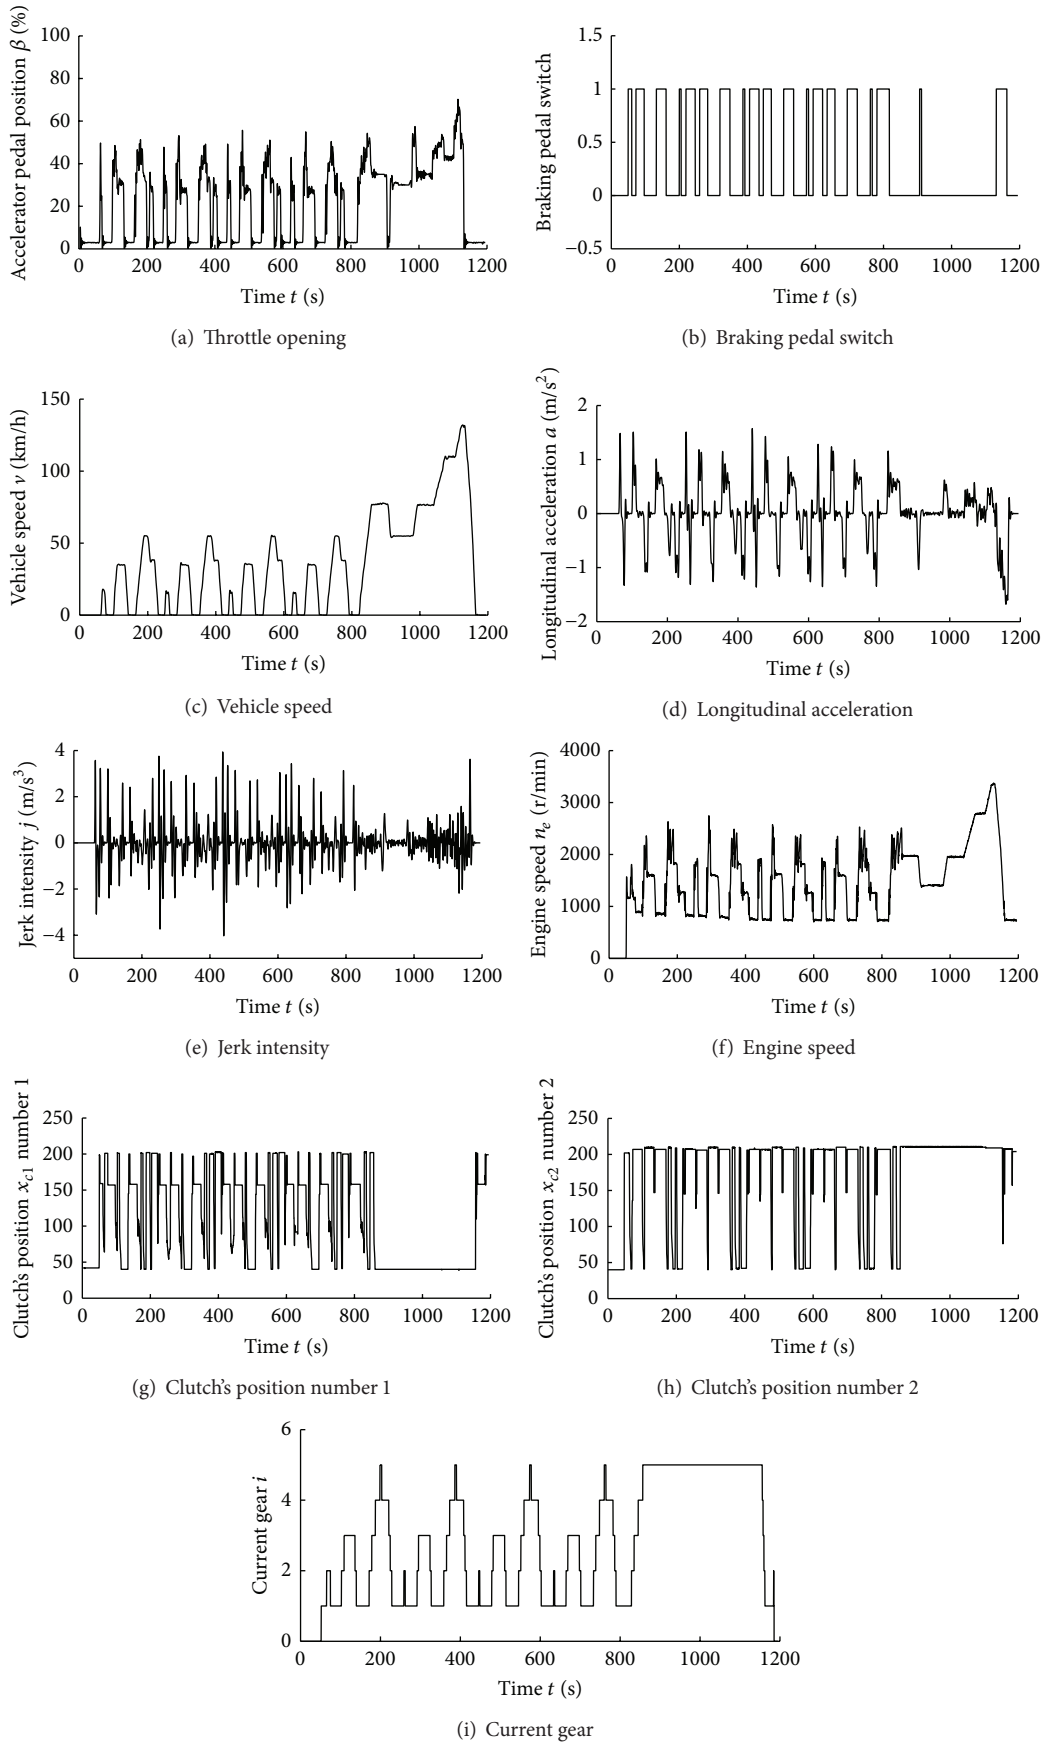 Accelerator pedal position β (%)
100
80
60
40
20
0
0 200 400 600 800 1000 1200
Time t (s)
(a) Throttle opening
Braking pedal switch
1.5
1
0.5
0
−0.5
0 200 400 600 800 1000 1200
Time t (s)
(b) Braking pedal switch
Vehicle speed v (km/h)
150
100
50
0
0 200 400 600 800 1000 1200
Time t (s)
(c) Vehicle speed
Longitudinal acceleration a (m/s²)
2
1
0
−1
−2
0 200 400 600 800 1000 1200
Time t (s)
(d) Longitudinal acceleration
Jerk intensity j (m/s³)
4
2
0
−2
−4
0 200 400 600 800 1000 1200
Time t (s)
(e) Jerk intensity
Engine speed nₑ (r/min)
4000
3000
2000
1000
0
0 200 400 600 800 1000 1200
Time t (s)
(f) Engine speed
Clutch's position x_c1 number 1
250
200
150
100
50
0
0 200 400 600 800 1000 1200
Time t (s)
(g) Clutch's position number 1
Clutch's position x_c2 number 2
250
200
150
100
50
0
0 200 400 600 800 1000 1200
Time t (s)
(h) Clutch's position number 2
Current gear i
6
4
2
0
0 200 400 600 800 1000 1200
Time t (s)
(i) Current gear